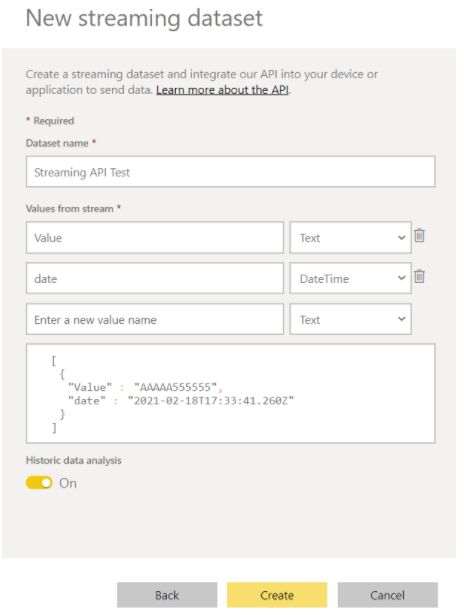 New streaming dataset
Create a streaming dataset and integrate our API into your device or
application to send data. Learn more about the API.
* Required
Dataset name *
Streaming API Test
Values from stream *
Value Text
date DateTime
Enter a new value name Text
[
{
"Value" : "AAAAA555555",
"date" : "2021-02-18T17:33:41.260Z"
}
]
Historic data analysis
On
Back Create Cancel